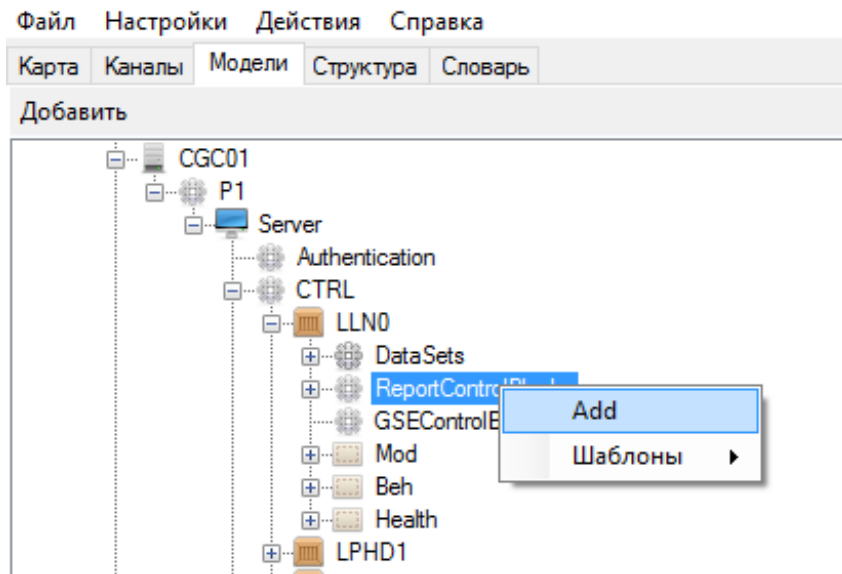 Файл Настройки Действия Справка
Карта Каналы Модели Структура Словарь
Добавить
CGC01
P1
Server
Authentication
CTRL
LLN0
DataSets
Add
Шаблоны
Mod
Beh
Health
LPHD1